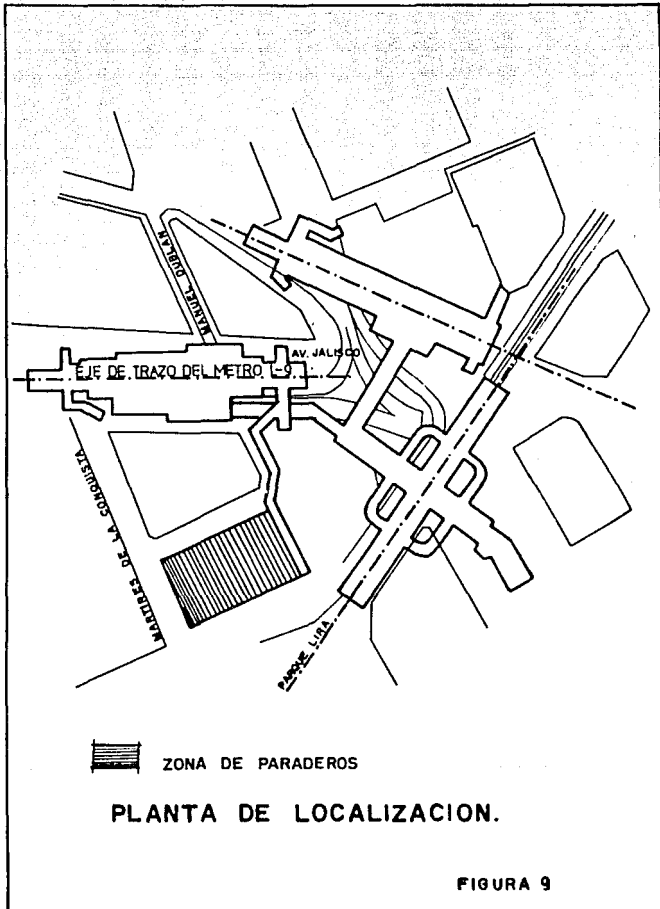 MANUEL DUBLAN
AV. JALISCO
EJE DE TRAZO DEL METRO L-9
MARTIRES DE LA CONQUISTA
PARQUE LIRA
ZONA DE PARADEROS
PLANTA DE LOCALIZACION.
FIGURA 9